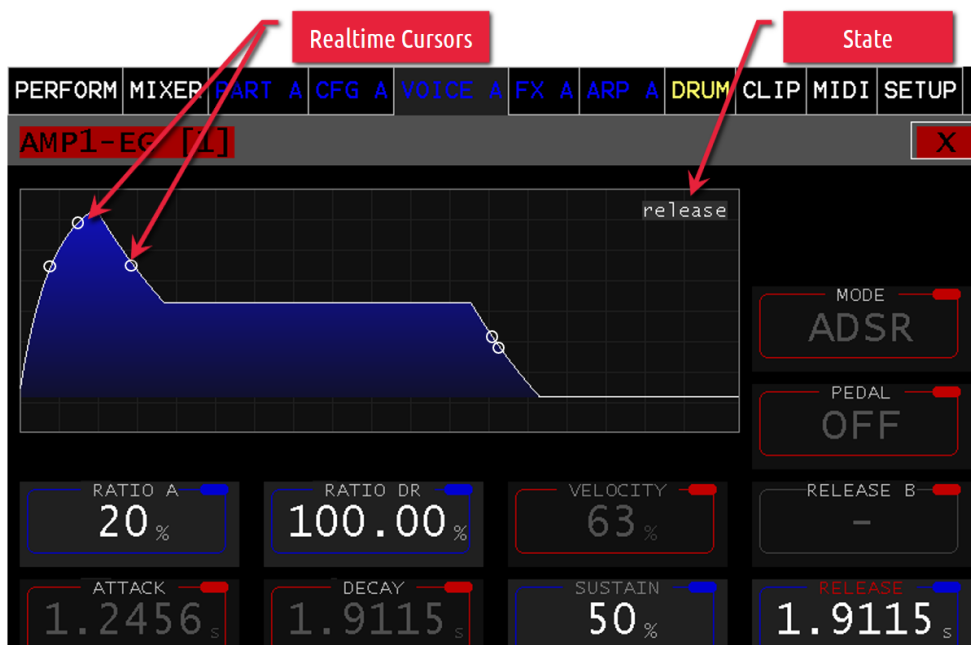 Realtime Cursors
State
PERFORM MIXER PART A CFG A VOICE A FX A ARP A DRUM CLIP MIDI SETUP
AMP1-EG [1] X
release
MODE
ADSR
PEDAL
OFF
RATIO A RATIO DR VELOCITY RELEASE B
20 % 100.00 % 63 % -
ATTACK DECAY SUSTAIN RELEASE
1.2456 s 1.9115 s 50 % 1.9115 s